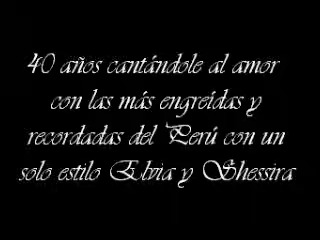 40 años cantándole al amor
con las más engreídas y
recordadas del Perú con un
solo estilo Elvia y Shessira